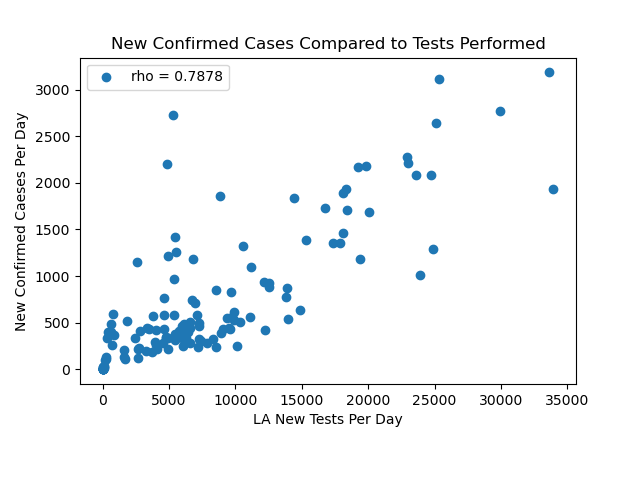 New Confirmed Cases Compared to Tests Performed
rho = 0.7878
New Confirmed Caeses Per Day
3000
2500
2000
1500
1000
500
0
0 5000 10000 15000 20000 25000 30000 35000
LA New Tests Per Day